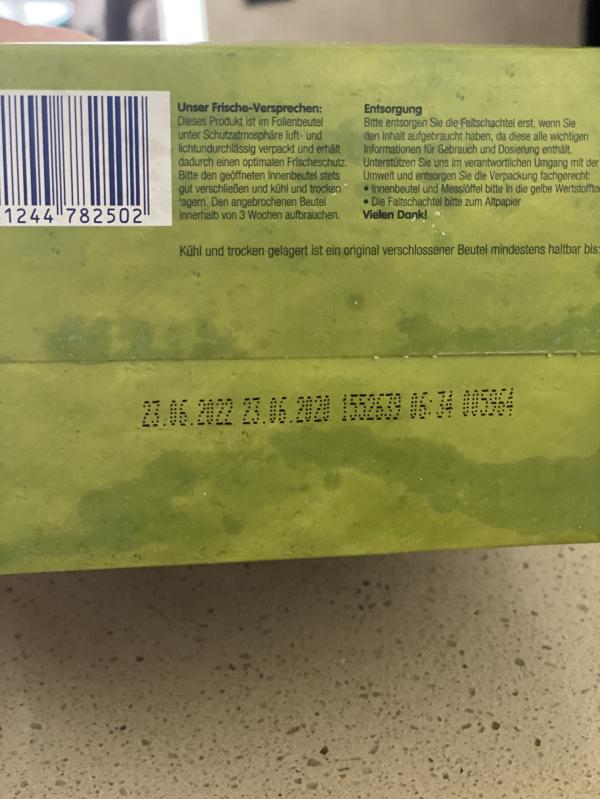 1244 782502
Unser Frische-Versprechen:
Dieses Produkt ist im Folienbeutel
unter Schutzatmosphäre luft- und
lichtundurchlässig verpackt und erhält
dadurch einen optimalen Frischeschutz.
Bitte den geöffneten Innenbeutel stets
gut verschließen und kühl und trocken
lagern. Den angebrochenen Beutel
innerhalb von 3 Wochen aufbrauchen.
Entsorgung
Bitte entsorgen Sie die Faltschachtel erst, wenn Sie
den Inhalt aufgebraucht haben, da diese alle wichtigen
Informationen für Gebrauch und Dosierung enthält.
Unterstützen Sie uns im verantwortlichen Umgang mit der
Umwelt und entsorgen Sie die Verpackung fachgerecht:
• Innenbeutel und Messlöffel bitte in die gelbe Wertstoffto
• Die Faltschachtel bitte zum Altpapier
Vielen Dank!
Kühl und trocken gelagert ist ein original verschlossener Beutel mindestens haltbar bis:
23.06.2022 23.06.2020 1552639 06:34 005964